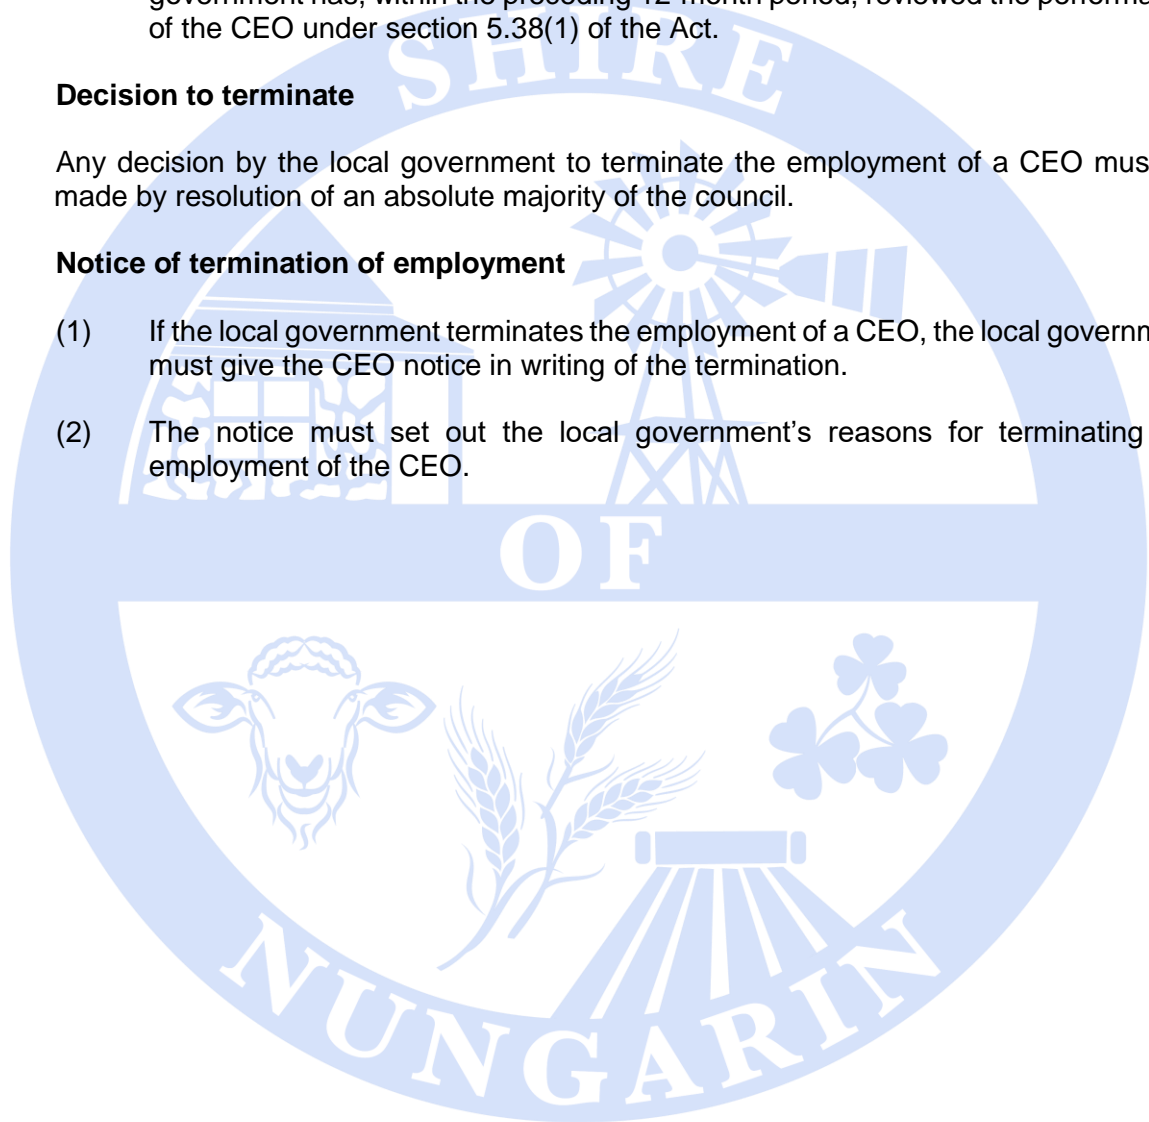 of the CEO under section 5.38(1) of the Act.
Decision to terminate
Any decision by the local government to terminate the employment of a CEO
made by resolution of an absolute majority of the council.
Notice of termination of employment
(1) If the local government terminates the employment of a CEO, the local
must give the CEO notice in writing of the termination.
(2) The notice must set out the local government’s reasons for terminating
employment of the CEO.
SHIRE
OF
NUNGARIN